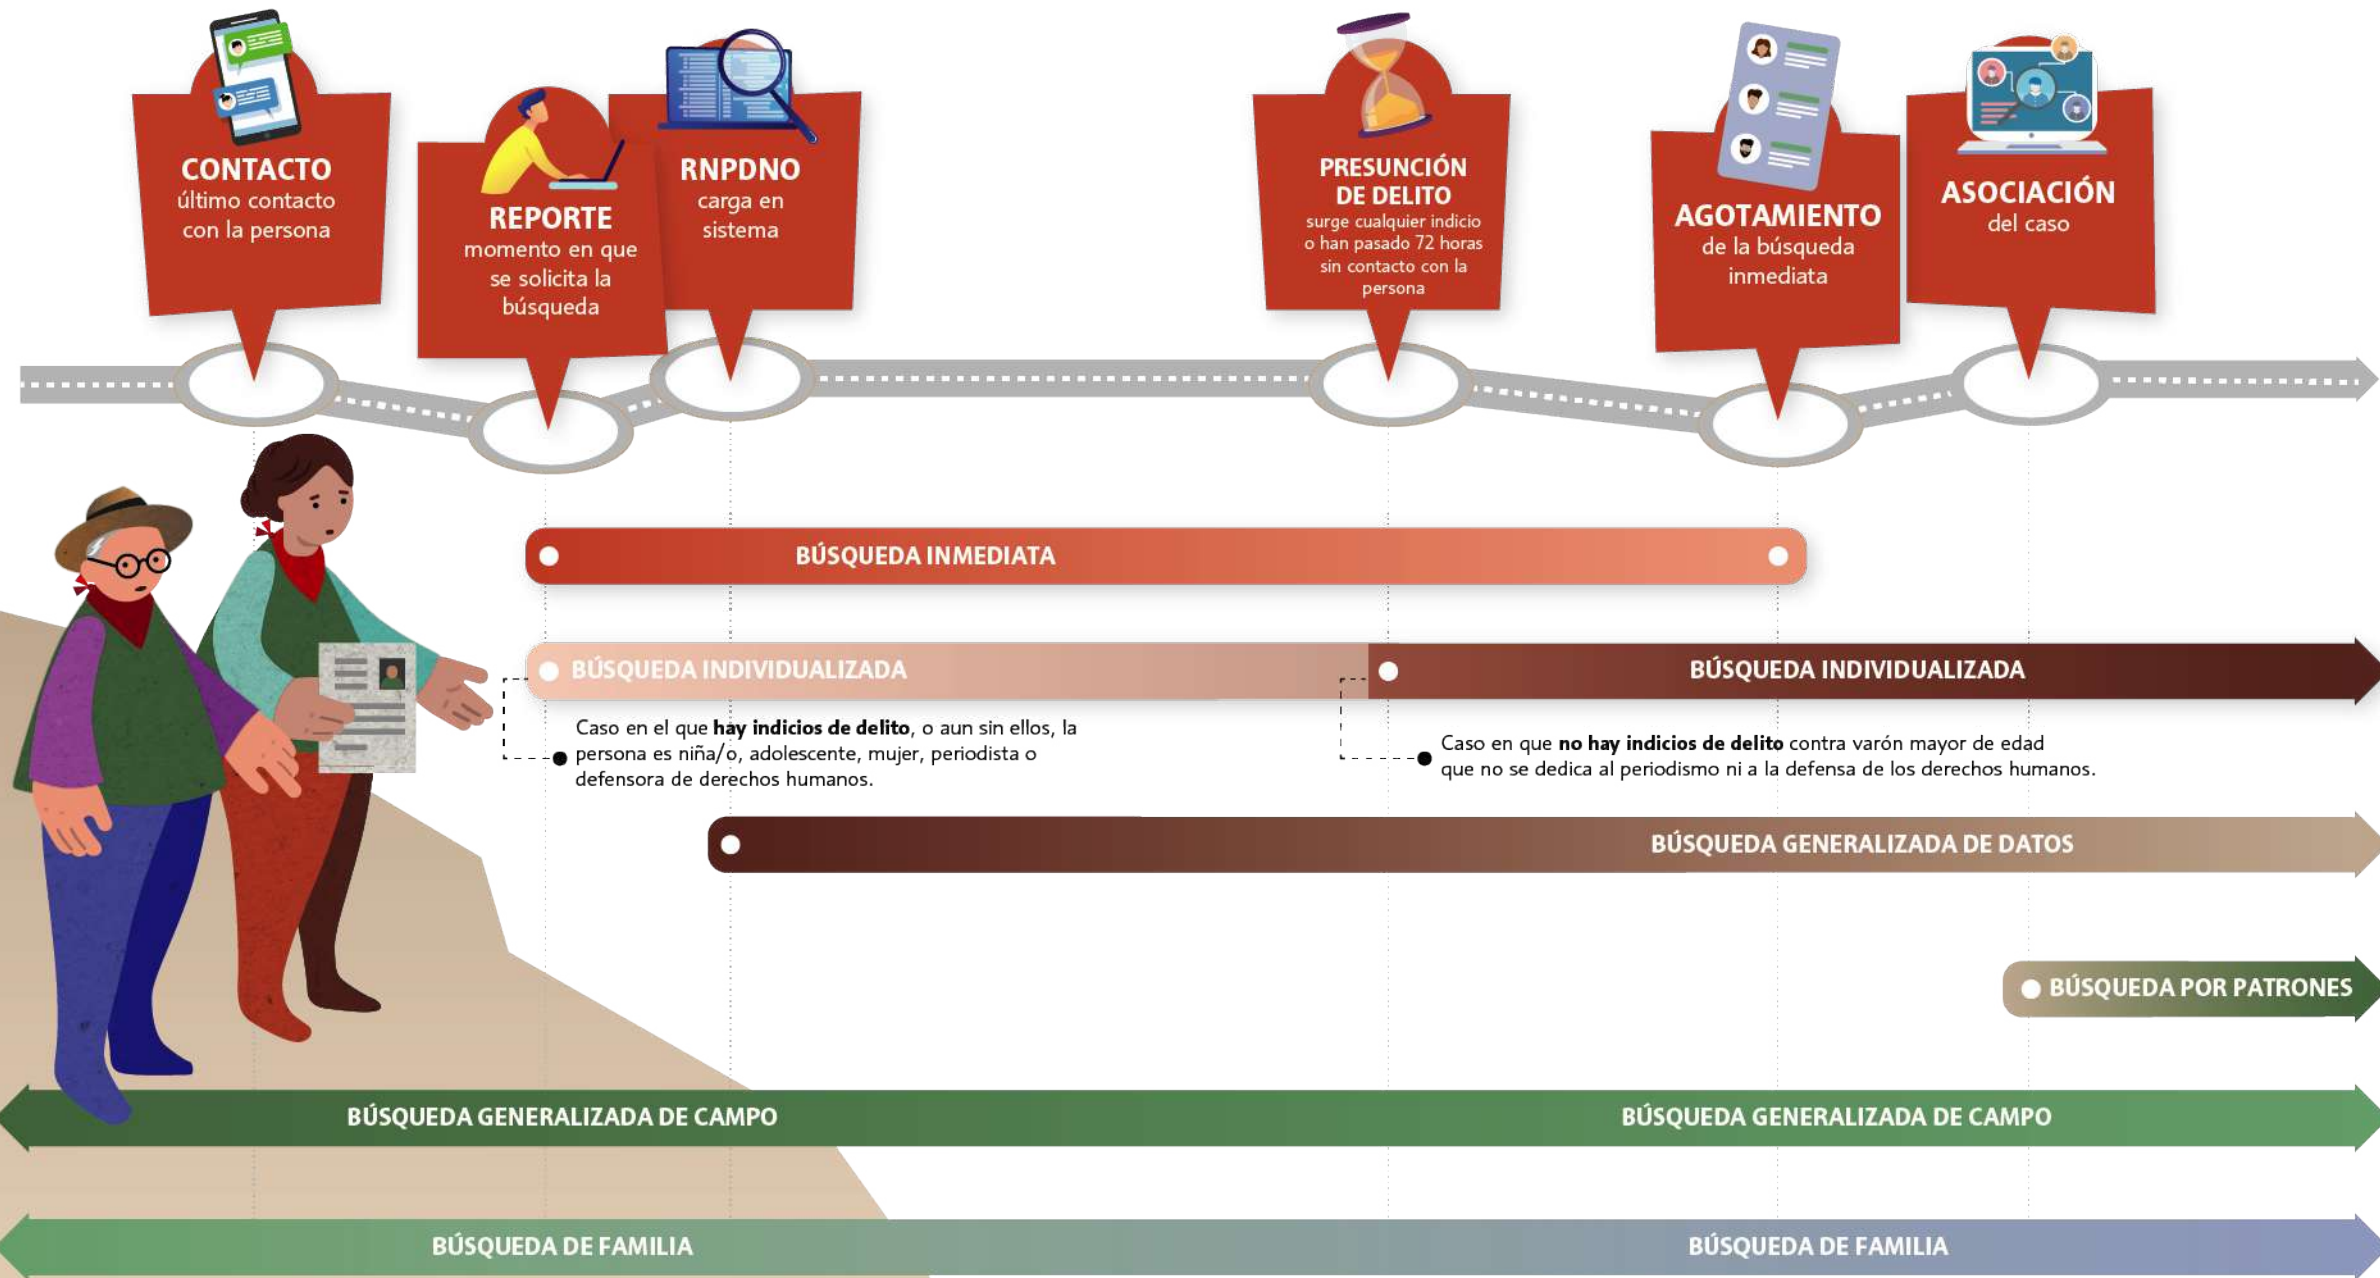 CONTACTO
último contacto
con la persona
REPORTE
momento en que
se solicita la
búsqueda
RNPDNO
carga en
sistema
PRESUNCIÓN
DE DELITO
surge cualquier indicio
o han pasado 72 horas
sin contacto con la
persona
AGOTAMIENTO
de la búsqueda
inmediata
ASOCIACIÓN
del caso
BÚSQUEDA INMEDIATA
BÚSQUEDA INDIVIDUALIZADA
BÚSQUEDA INDIVIDUALIZADA
Caso en el que hay indicios de delito, o aun sin ellos, la
persona es niña/o, adolescente, mujer, periodista o
defensora de derechos humanos.
Caso en que no hay indicios de delito contra varón mayor de edad
que no se dedica al periodismo ni a la defensa de los derechos humanos.
BÚSQUEDA GENERALIZADA DE DATOS
BÚSQUEDA POR PATRONES
BÚSQUEDA GENERALIZADA DE CAMPO
BÚSQUEDA GENERALIZADA DE CAMPO
BÚSQUEDA DE FAMILIA
BÚSQUEDA DE FAMILIA